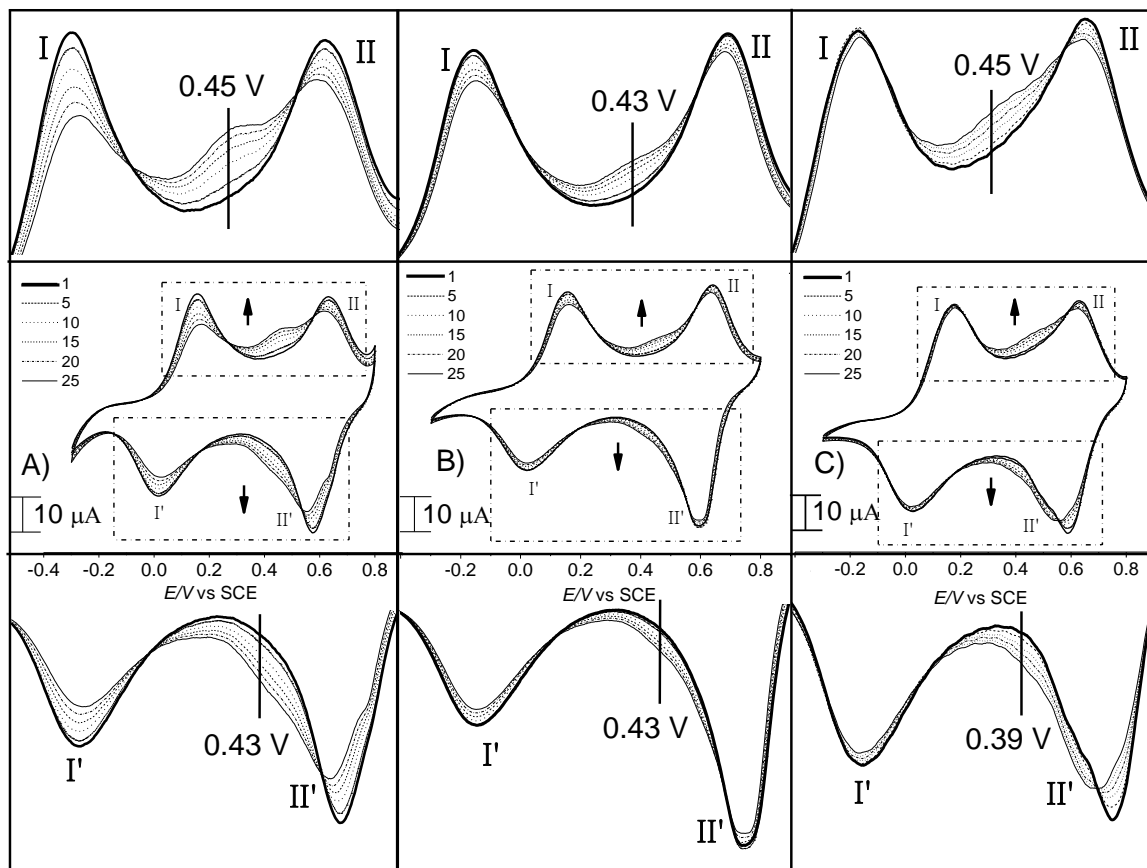 I
0.45 V
II
I
0.43 V
II
I
0.45 V
II
1
5
10
15
20
25
I
II
A)
10 μA
I'
II'
1
5
10
15
20
25
I
II
B)
10 μA
I'
II'
1
5
10
15
20
25
I
II
C)
10 μA
I'
II'
-0.4 -0.2 0.0 0.2 0.4 0.6 0.8
E/V vs SCE
-0.2 0.0 0.2 0.4 0.6 0.8
E/V vs SCE
-0.2 0.0 0.2 0.4 0.6 0.8
E/V vs SCE
I'
0.43 V
II'
I'
0.43 V
II'
I'
0.39 V
II'